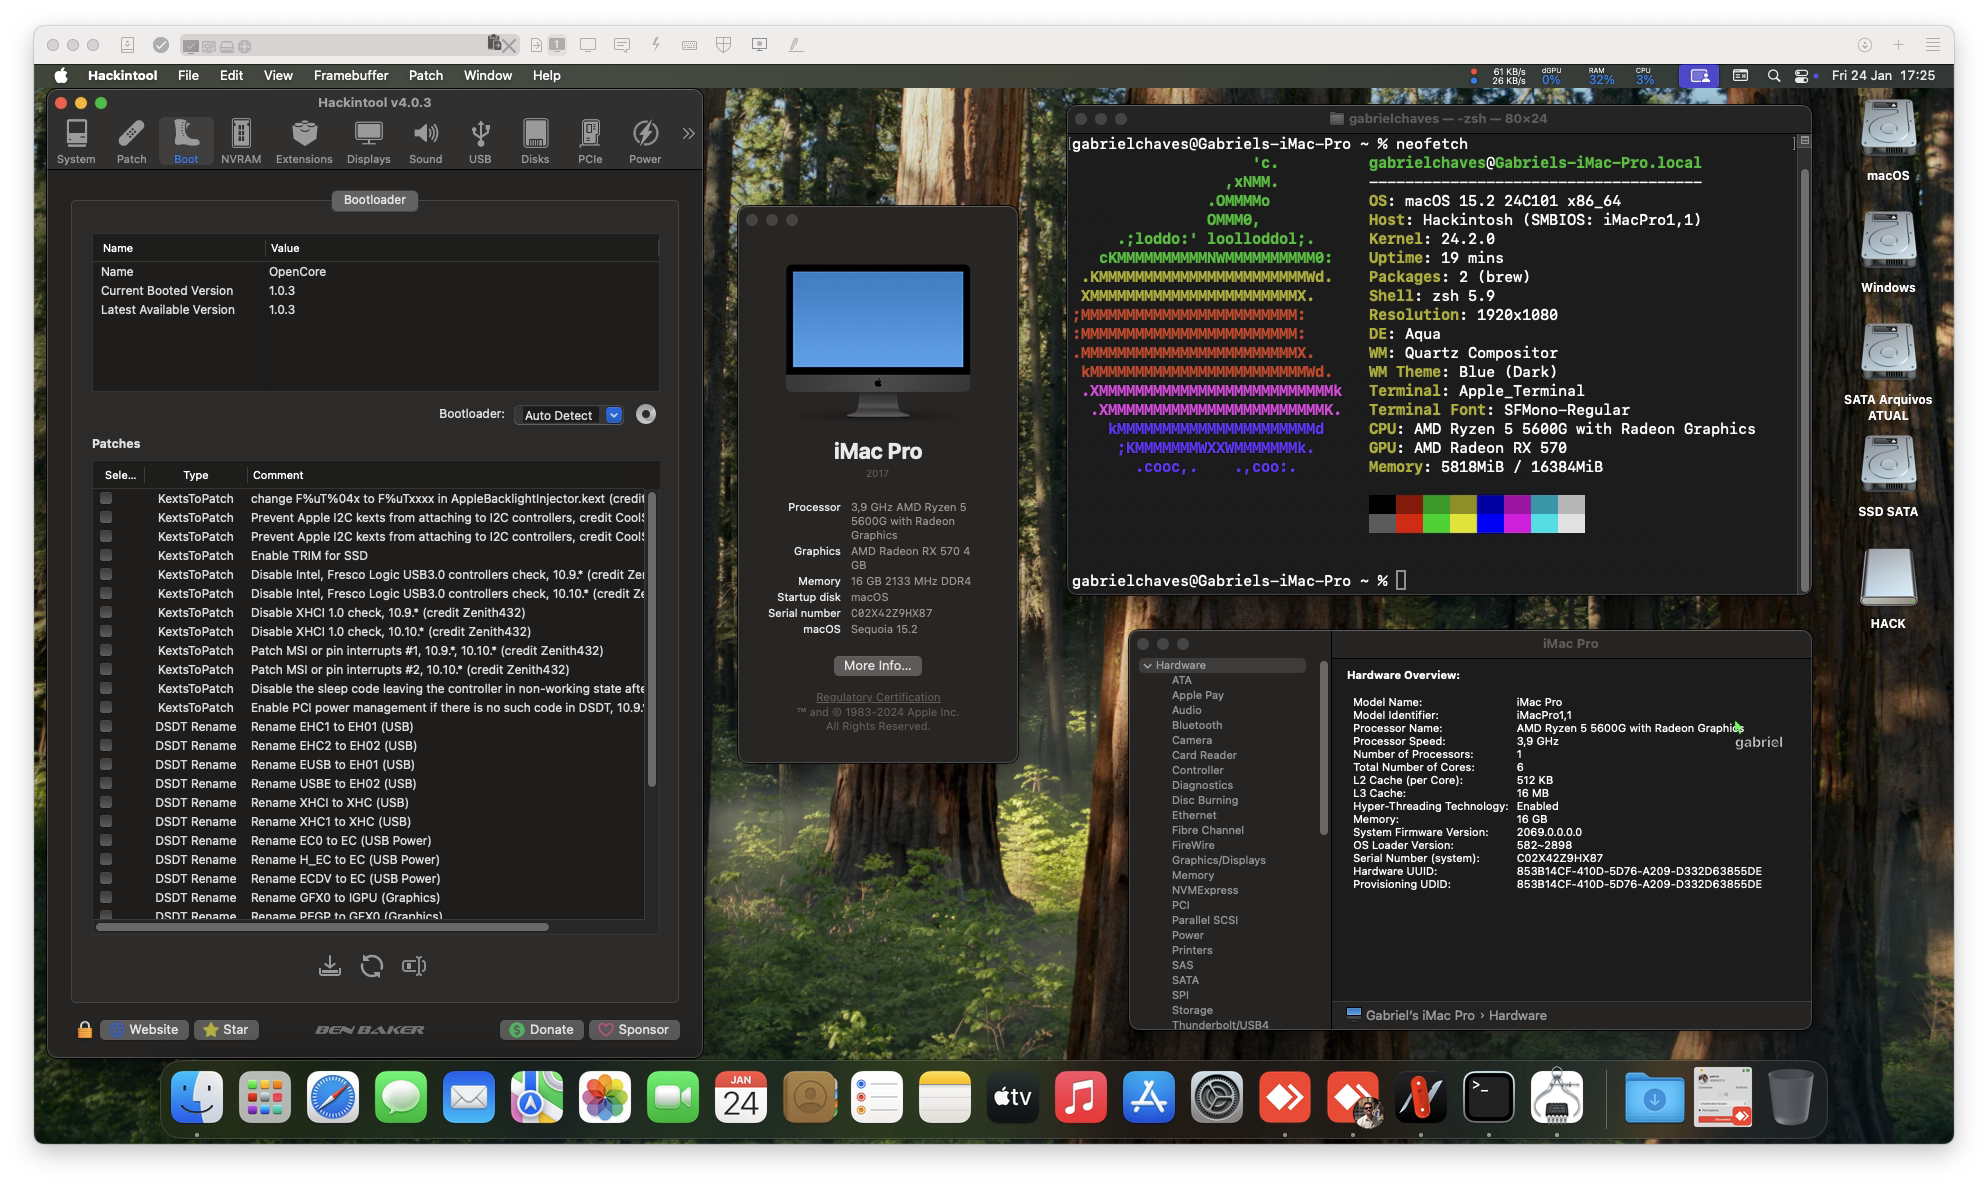 1
Hackintool File Edit View Framebuffer Patch Window Help
61 KB/s
26 KB/s
dGPU
0%
RAM
32%
CPU
3%
Fri 24 Jan 17:25
Hackintool v4.0.3
System Patch Boot NVRAM Extensions Displays Sound USB Disks PCIe Power
Bootloader
Name Value
Name OpenCore
Current Booted Version 1.0.3
Latest Available Version 1.0.3
Bootloader: Auto Detect
Patches
Sele... Type Comment
KextsToPatch change F%uT%04x to F%uTxxxx in AppleBacklightInjector.kext (credit
KextsToPatch Prevent Apple I2C kexts from attaching to I2C controllers, credit CoolS
KextsToPatch Prevent Apple I2C kexts from attaching to I2C controllers, credit CoolS
KextsToPatch Enable TRIM for SSD
KextsToPatch Disable Intel, Fresco Logic USB3.0 controllers check, 10.9.* (credit Zer
KextsToPatch Disable Intel, Fresco Logic USB3.0 controllers check, 10.10.* (credit Ze
KextsToPatch Disable XHCI 1.0 check, 10.9.* (credit Zenith432)
KextsToPatch Disable XHCI 1.0 check, 10.10.* (credit Zenith432)
KextsToPatch Patch MSI or pin interrupts #1, 10.9.*, 10.10.* (credit Zenith432)
KextsToPatch Patch MSI or pin interrupts #2, 10.10.* (credit Zenith432)
KextsToPatch Disable the sleep code leaving the controller in non-working state afte
KextsToPatch Enable PCI power management if there is no such code in DSDT, 10.9.*
DSDT Rename Rename EHC1 to EH01 (USB)
DSDT Rename Rename EHC2 to EH02 (USB)
DSDT Rename Rename EUSB to EH01 (USB)
DSDT Rename Rename USBE to EH02 (USB)
DSDT Rename Rename XHCI to XHC (USB)
DSDT Rename Rename XHC1 to XHC (USB)
DSDT Rename Rename EC0 to EC (USB Power)
DSDT Rename Rename H_EC to EC (USB Power)
DSDT Rename Rename ECDV to EC (USB Power)
DSDT Rename Rename GFX0 to IGPU (Graphics)
DSDT Rename Rename PEGP to GFX0 (Graphics)
Website Star BEN BAKER Donate Sponsor
iMac Pro
2017
Processor 3,9 GHz AMD Ryzen 5
5600G with Radeon
Graphics
Graphics AMD Radeon RX 570 4
GB
Memory 16 GB 2133 MHz DDR4
Startup disk macOS
Serial number C02X42Z9HX87
macOS Sequoia 15.2
More Info...
Regulatory Certification
™ and © 1983-2024 Apple Inc.
All Rights Reserved.
gabrielchaves — -zsh — 80×24
[gabrielchaves@Gabriels-iMac-Pro ~ % neofetch ]
'c. gabrielchaves@Gabriels-iMac-Pro.local
,xNMM. -------------------------------------
.OMMMMo OS: macOS 15.2 24C101 x86_64
OMMM0, Host: Hackintosh (SMBIOS: iMacPro1,1)
.;loddo:' loolloddol;. Kernel: 24.2.0
cKMMMMMMMMMMNWMMMMMMMMMM0: Uptime: 19 mins
.KMMMMMMMMMMMMMMMMMMMMMMMWd. Packages: 2 (brew)
XMMMMMMMMMMMMMMMMMMMMMMMX. Shell: zsh 5.9
;MMMMMMMMMMMMMMMMMMMMMMMM: Resolution: 1920x1080
:MMMMMMMMMMMMMMMMMMMMMMMM: DE: Aqua
.MMMMMMMMMMMMMMMMMMMMMMMMX. WM: Quartz Compositor
kMMMMMMMMMMMMMMMMMMMMMMMMWd. WM Theme: Blue (Dark)
.XMMMMMMMMMMMMMMMMMMMMMMMMMMk Terminal: Apple_Terminal
.XMMMMMMMMMMMMMMMMMMMMMMMMK. Terminal Font: SFMono-Regular
kMMMMMMMMMMMMMMMMMMMMMMd CPU: AMD Ryzen 5 5600G with Radeon Graphics
;KMMMMMMMWXXWMMMMMMMk. GPU: AMD Radeon RX 570
.cooc,. .,coo:. Memory: 5818MiB / 16384MiB
gabrielchaves@Gabriels-iMac-Pro ~ %
iMac Pro
Hardware
ATA
Apple Pay
Audio
Bluetooth
Camera
Card Reader
Controller
Diagnostics
Disc Burning
Ethernet
Fibre Channel
FireWire
Graphics/Displays
Memory
NVMExpress
PCI
Parallel SCSI
Power
Printers
SAS
SATA
SPI
Storage
Thunderbolt/USB4
Hardware Overview:
Model Name: iMac Pro
Model Identifier: iMacPro1,1
Processor Name: AMD Ryzen 5 5600G with Radeon Graphics
Processor Speed: 3,9 GHz
Number of Processors: 1
Total Number of Cores: 6
L2 Cache (per Core): 512 KB
L3 Cache: 16 MB
Hyper-Threading Technology: Enabled
Memory: 16 GB
System Firmware Version: 2069.0.0.0.0
OS Loader Version: 582~2898
Serial Number (system): C02X42Z9HX87
Hardware UUID: 853B14CF-410D-5D76-A209-D332D63855DE
Provisioning UDID: 853B14CF-410D-5D76-A209-D332D63855DE
gabriel
Gabriel's iMac Pro › Hardware
macOS
Windows
SATA Arquivos
ATUAL
SSD SATA
HACK
JAN
24
tv
>_